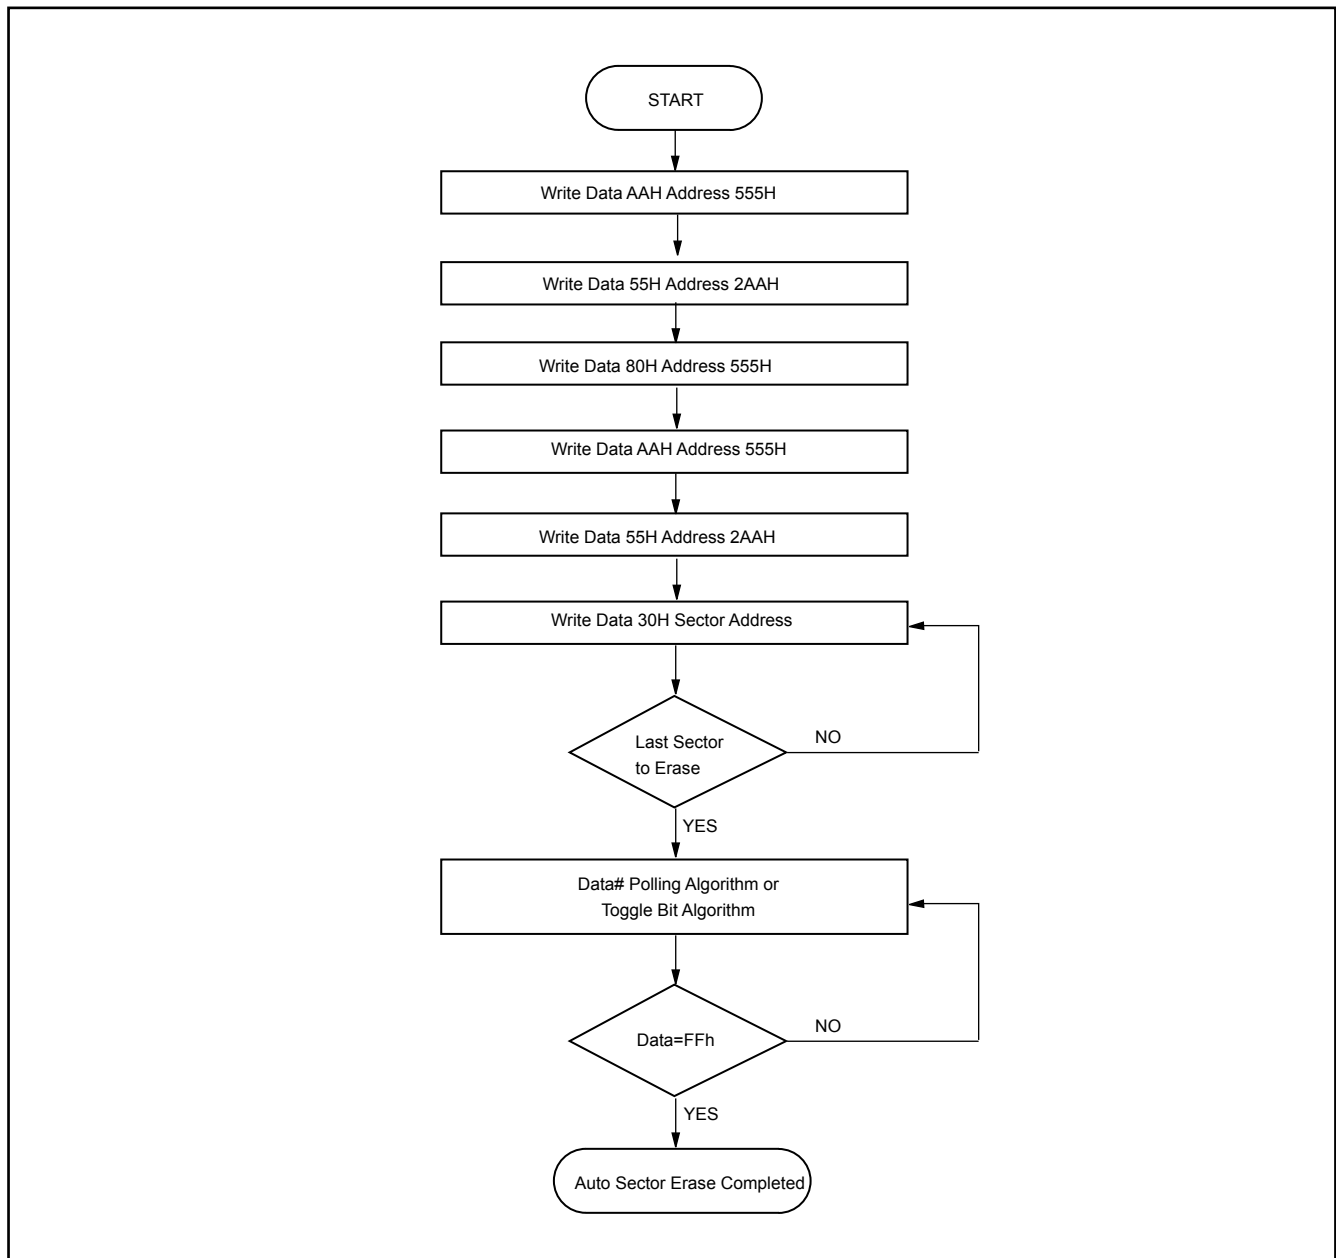 START
Write Data AAH Address 555H
Write Data 55H Address 2AAH
Write Data 80H Address 555H
Write Data AAH Address 555H
Write Data 55H Address 2AAH
Write Data 30H Sector Address
Last Sector
to Erase
NO
YES
Data# Polling Algorithm or
Toggle Bit Algorithm
Data=FFh
NO
YES
Auto Sector Erase Completed